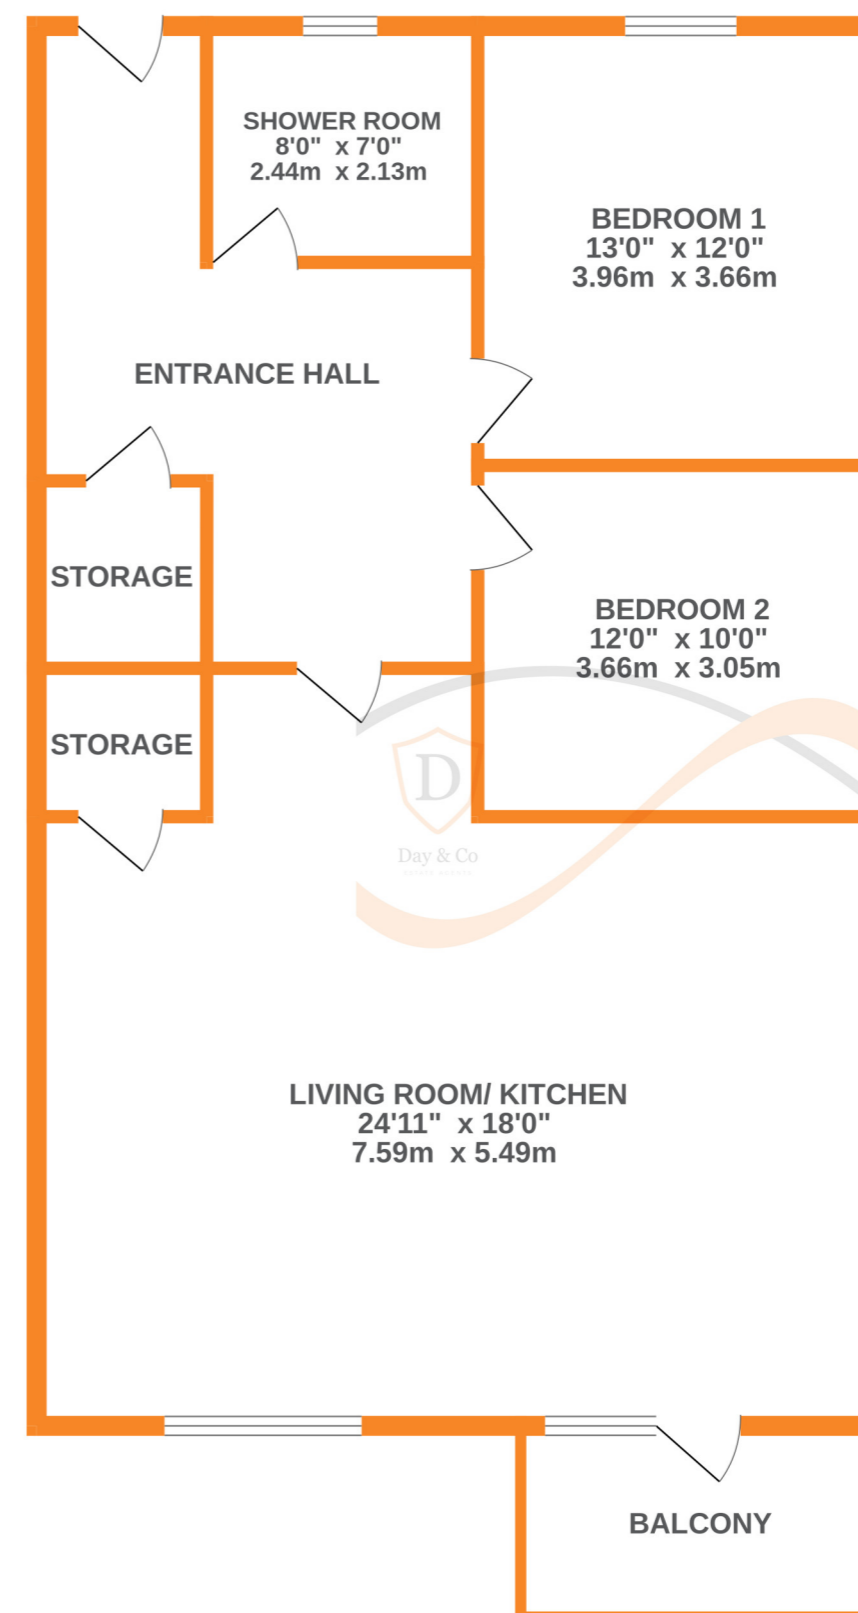 SHOWER ROOM
8'0" x 7'0"
2.44m x 2.13m
BEDROOM 1
13'0" x 12'0"
3.96m x 3.66m
ENTRANCE HALL
STORAGE
BEDROOM 2
12'0" x 10'0"
3.66m x 3.05m
STORAGE
D
Day & Co
LIVING ROOM/ KITCHEN
24'11" x 18'0"
7.59m x 5.49m
BALCONY